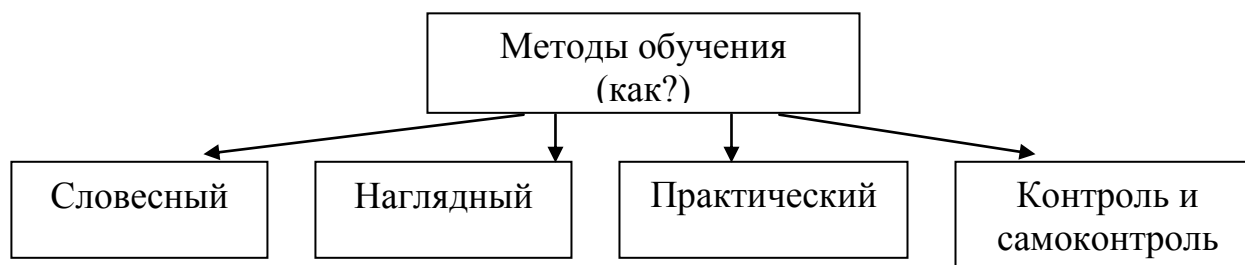 Методы обучения
(как?)
Словесный
Наглядный
Практический
Контроль и
самоконтроль